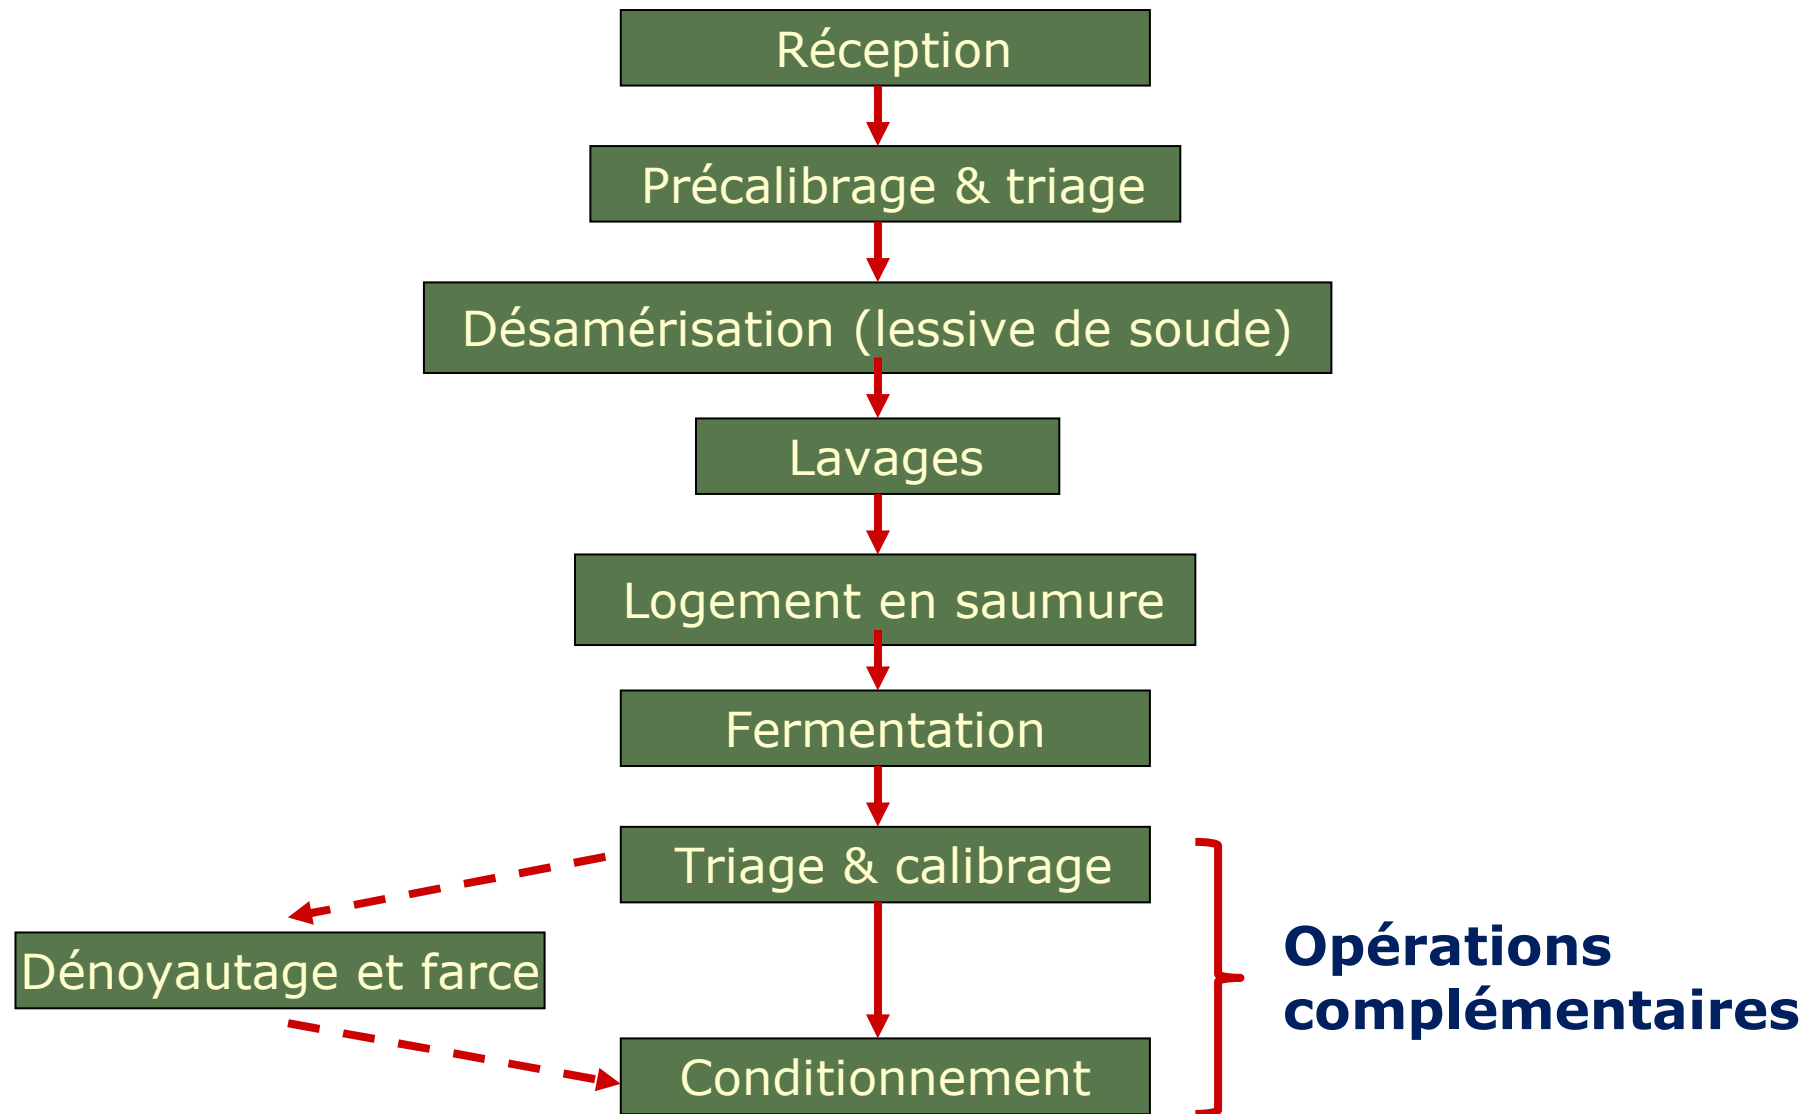 Réception
Précalibrage & triage
Désamérisation (lessive de soude)
Lavages
Logement en saumure
Fermentation
Triage & calibrage
Dénoyautage et farce
Conditionnement
Opérations
complémentaires